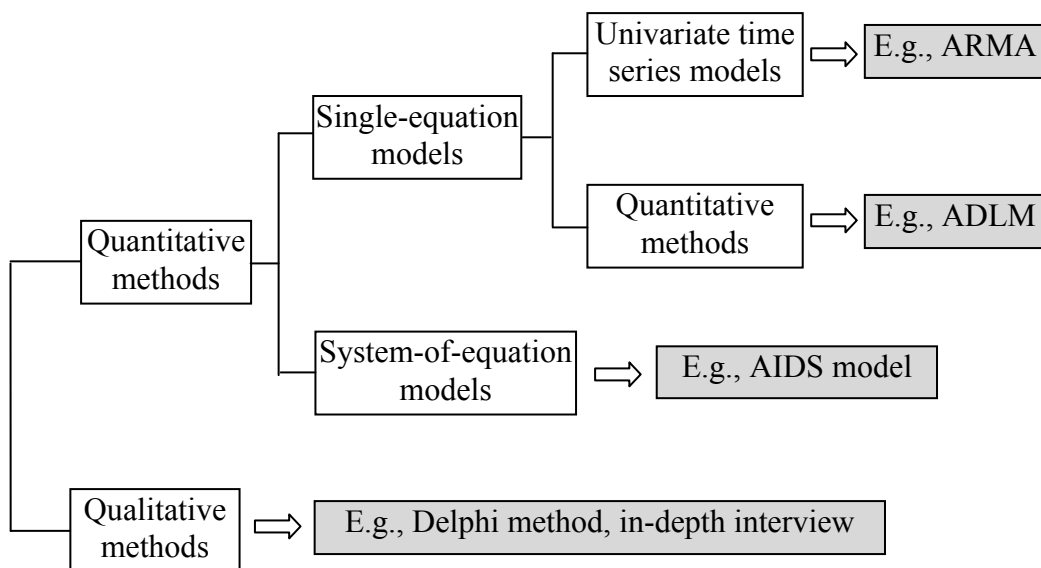 Univariate time
series models
E.g., ARMA
Single-equation
models
Quantitative
methods
E.g., ADLM
Quantitative
methods
System-of-equation
models
E.g., AIDS model
Qualitative
methods
E.g., Delphi method, in-depth interview